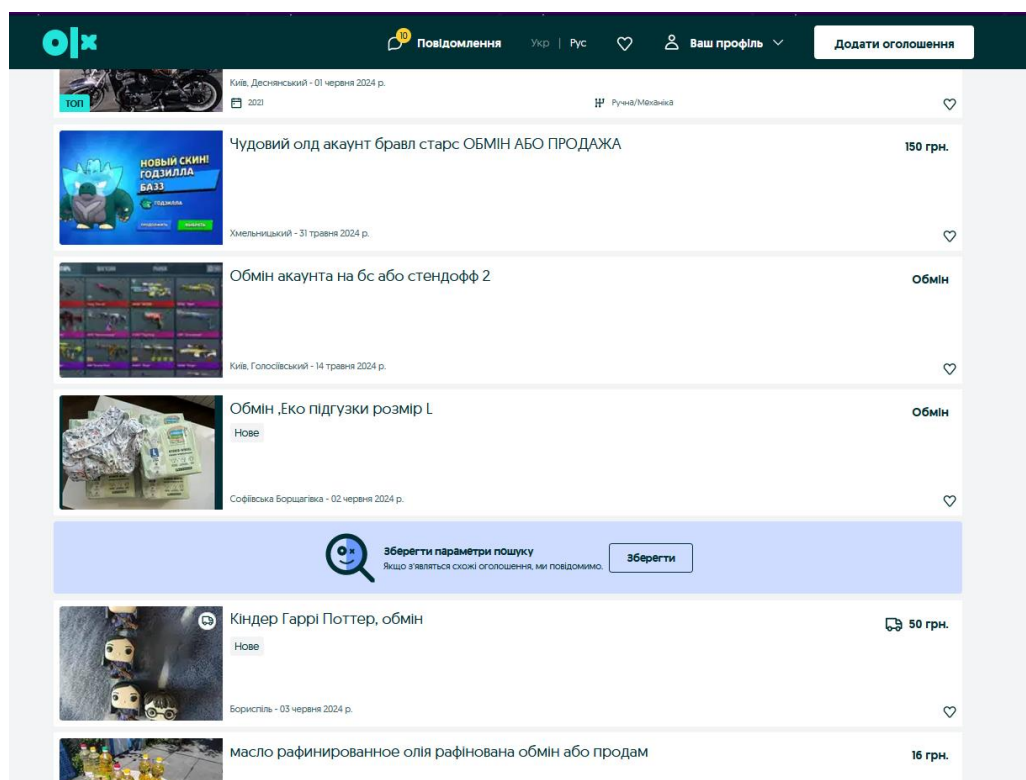 olx
10
Повідомлення
Укр | Рус
Ваш профіль
Додати оголошення
ТОП
Київ, Деснянський - 01 червня 2024 р.
2021
Ручна/Механіка
НОВЫЙ СКИН!
ГОДЗИЛЛА
БАЗЗ
ГОДЗИЛЛА
Чудовий олд акаунт бравл старс ОБМІН АБО ПРОДАЖА
150 грн.
Хмельницький - 31 травня 2024 р.
Обмін акаунта на бс або стендофф 2
Обмін
Київ, Голосіївський - 14 травня 2024 р.
Обмін ,Еко підгузки розмір L
Обмін
Нове
Софіївська Борщагівка - 02 червня 2024 р.
Зберегти параметри пошуку
Якщо з'являться схожі оголошення, ми повідомимо.
Зберегти
Кіндер Гаррі Поттер, обмін
50 грн.
Нове
Бориспіль - 03 червня 2024 р.
масло рафинированное олія рафінована обмін або продам
16 грн.